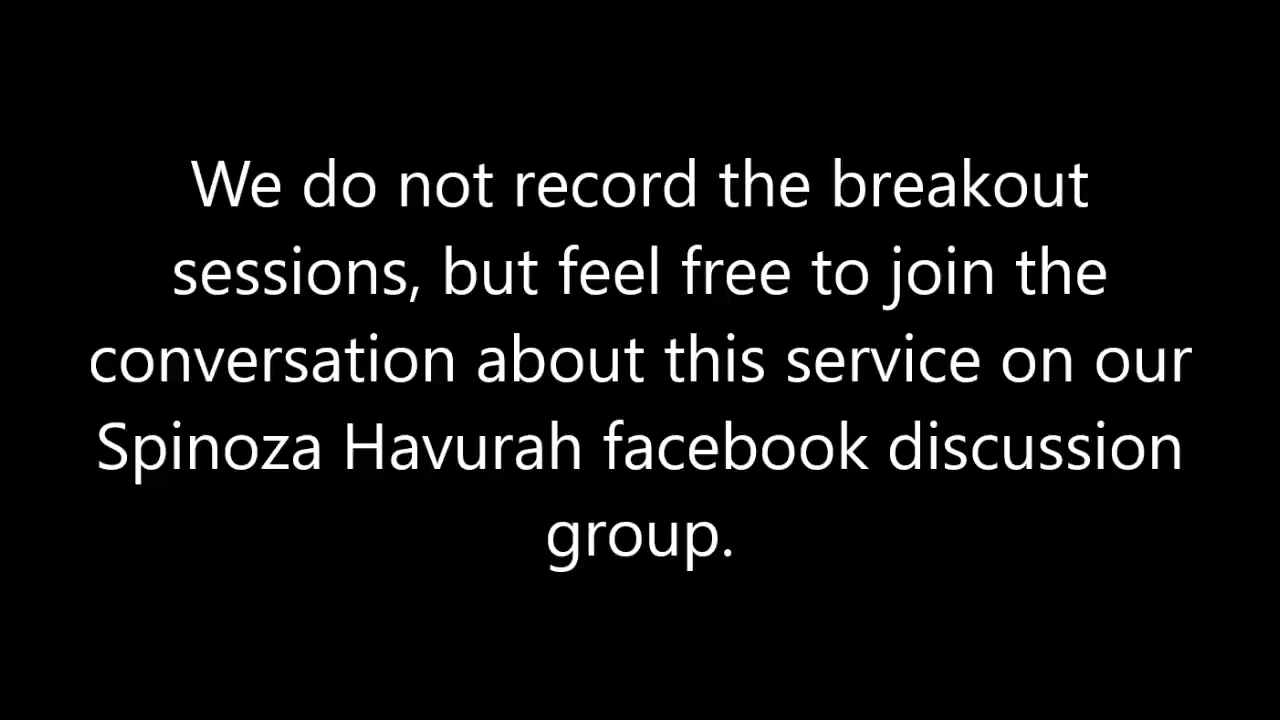 We do not record the breakout
sessions, but feel free to join the
conversation about this service on our
Spinoza Havurah facebook discussion
group.